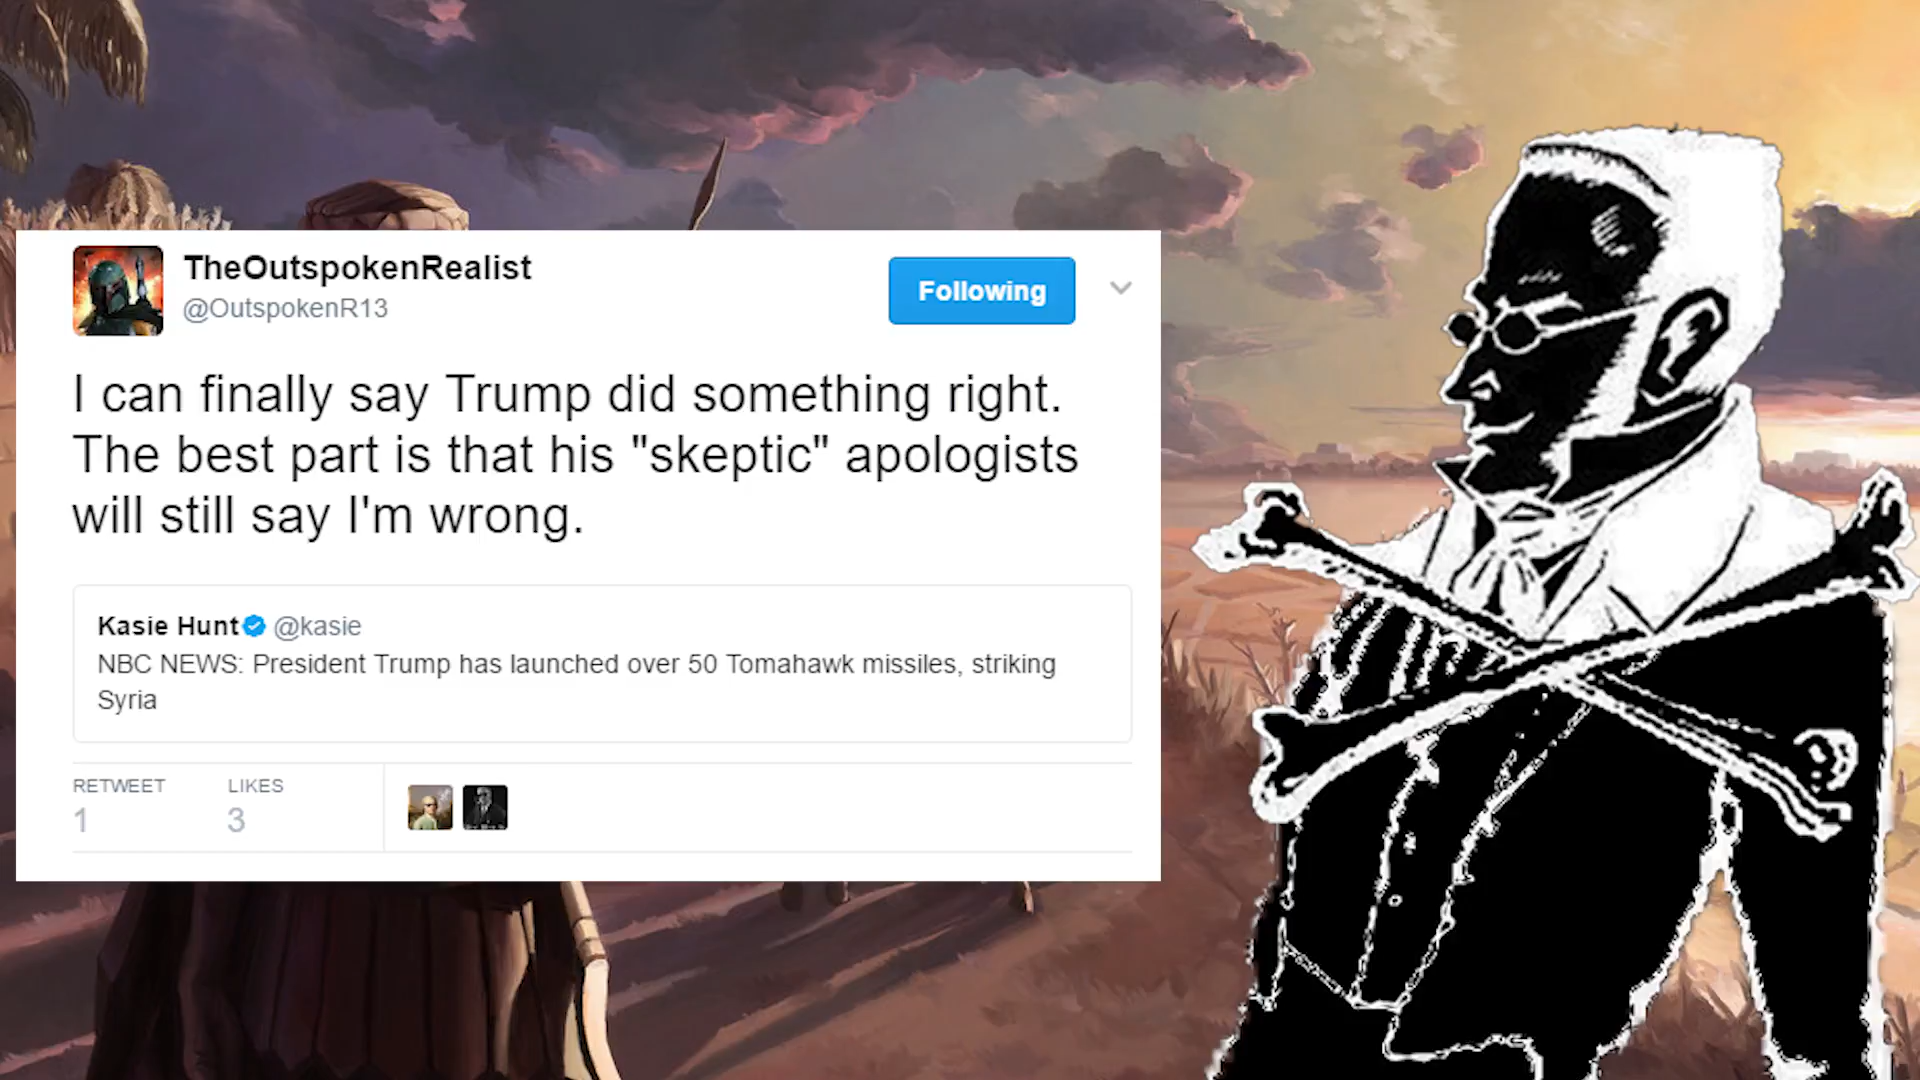 TheOutspokenRealist
@OutspokenR13
Following
I can finally say Trump did something right.
The best part is that his "skeptic" apologists
will still say I'm wrong.
Kasie Hunt @kasie
NBC NEWS: President Trump has launched over 50 Tomahawk missiles, striking
Syria
RETWEET LIKES
1 3